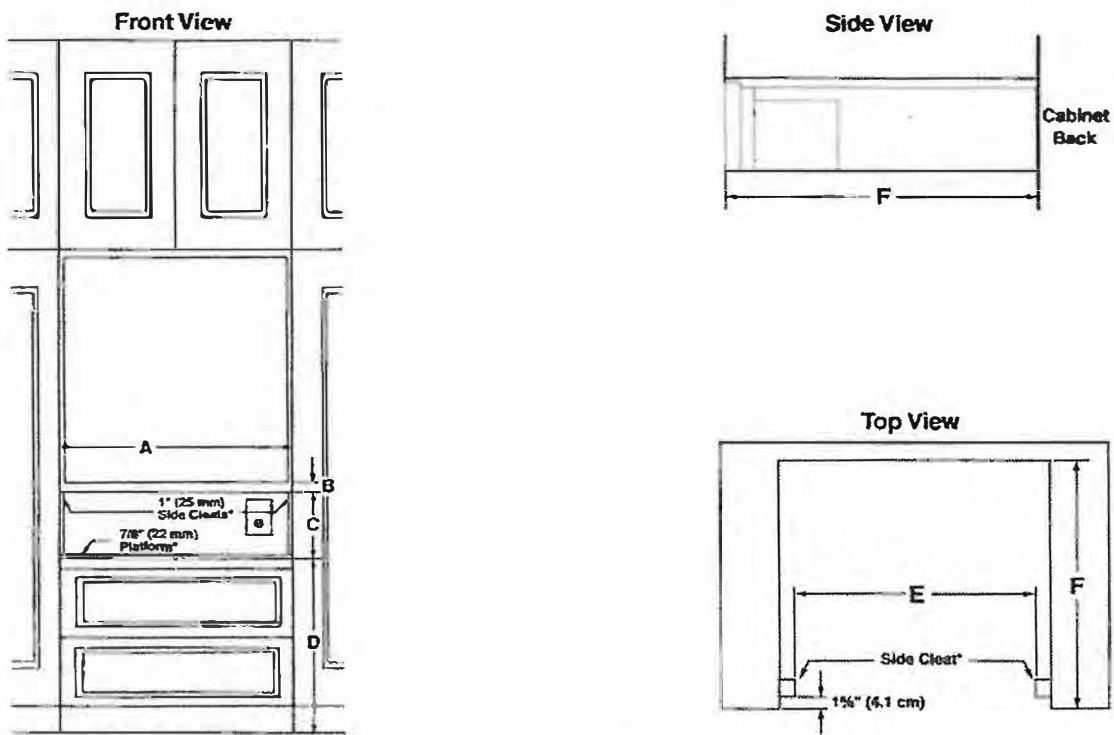 Front View
A
B
1" (25 mm)
Side Cleats*
C
7/8" (22 mm)
Platform*
D
Side View
Cabinet
Back
F
Top View
E
F
Side Cleat*
1⅝" (4.1 cm)